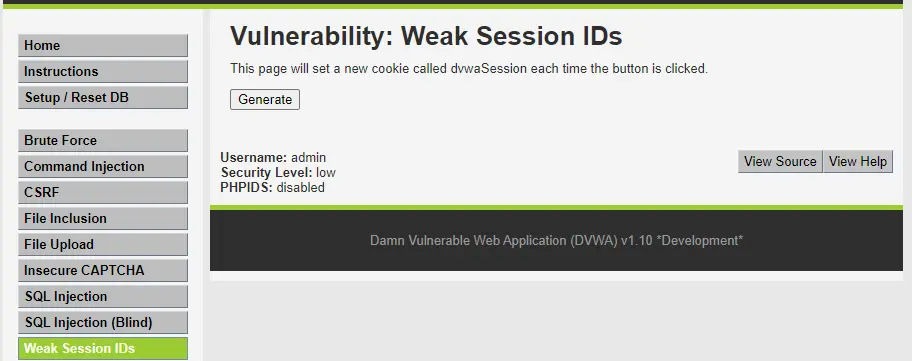 Home
Instructions
Setup / Reset DB
Brute Force
Command Injection
CSRF
File Inclusion
File Upload
Insecure CAPTCHA
SQL Injection
SQL Injection (Blind)
Weak Session IDs
Vulnerability: Weak Session IDs
This page will set a new cookie called dvwaSession each time the button is clicked.
Generate
Username: admin
Security Level: low
PHPIDS: disabled
View Source View Help
Damn Vulnerable Web Application (DVWA) v1.10 *Development*